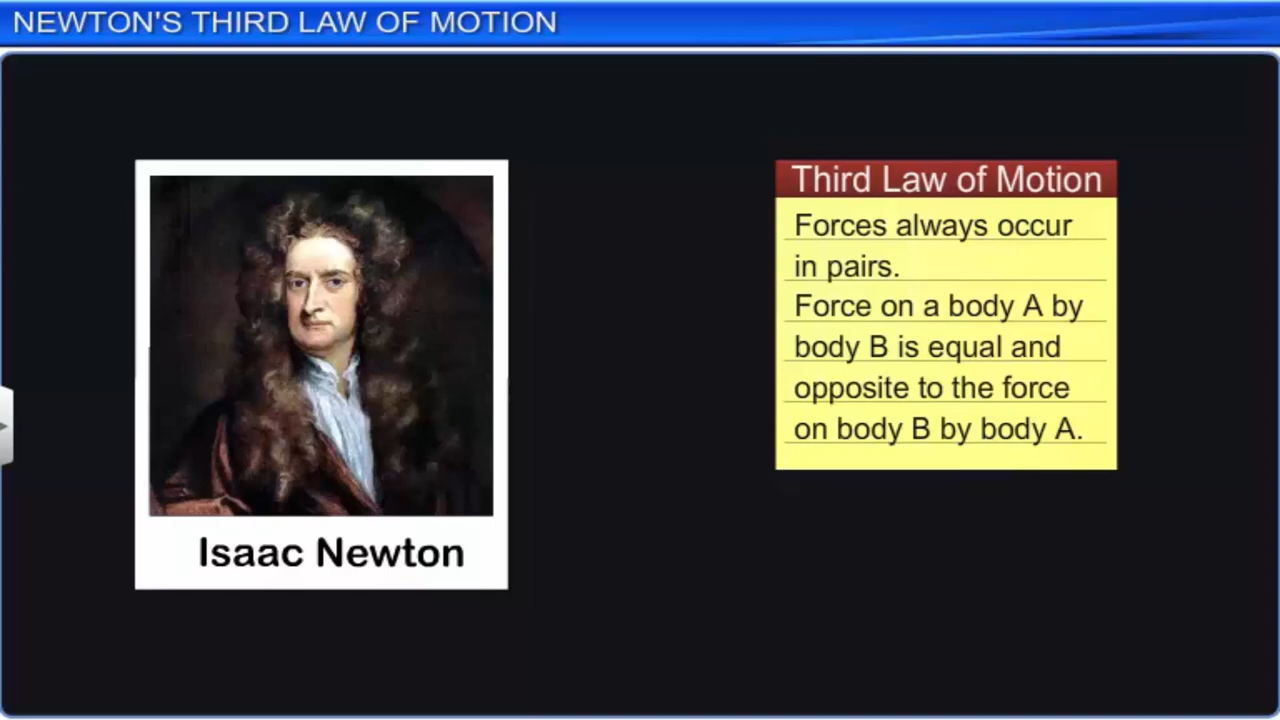 NEWTON'S THIRD LAW OF MOTION
Isaac Newton
Third Law of Motion
Forces always occur
in pairs.
Force on a body A by
body B is equal and
opposite to the force
on body B by body A.